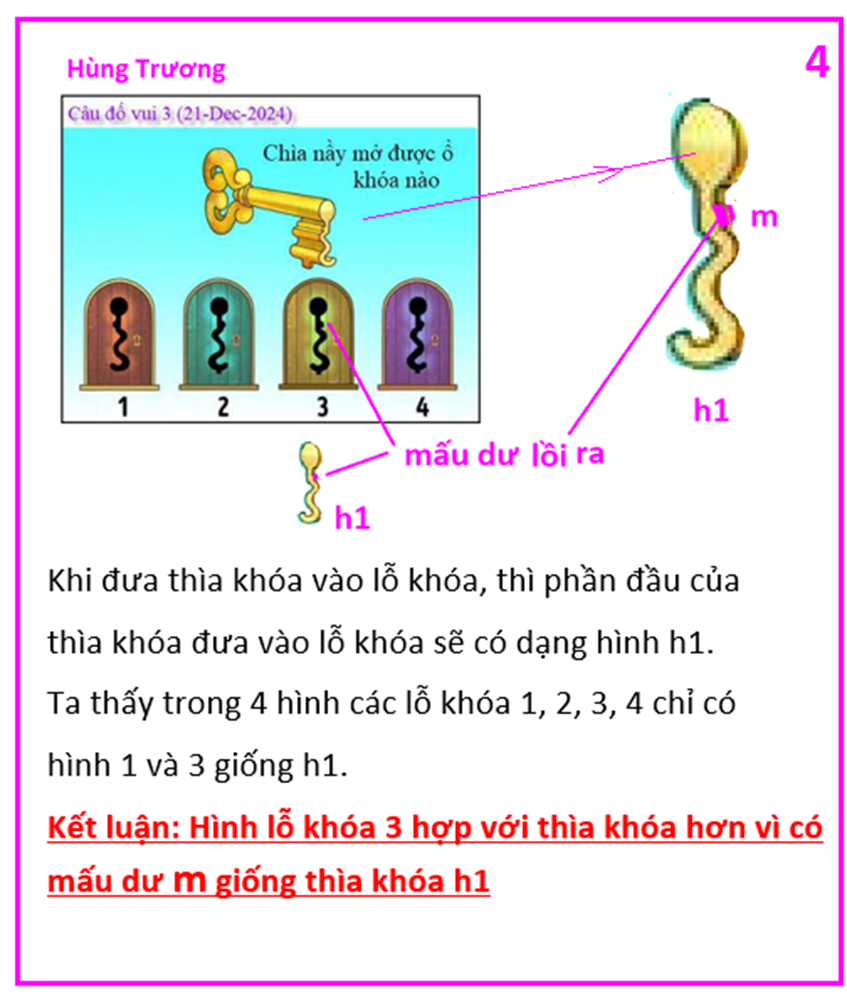 4
Hùng Trương
Câu đố vui 3 (21-Dec-2024)
Chìa nầy mở được ổ
khóa nào
m
1 2 3 4
h1
mấu dư lồi ra
h1
Khi đưa thìa khóa vào lỗ khóa, thì phần đầu của
thìa khóa đưa vào lỗ khóa sẽ có dạng hình h1.
Ta thấy trong 4 hình các lỗ khóa 1, 2, 3, 4 chỉ có
hình 1 và 3 giống h1.
Kết luận: Hình lỗ khóa 3 hợp với thìa khóa hơn vì có
mấu dư m giống thìa khóa h1